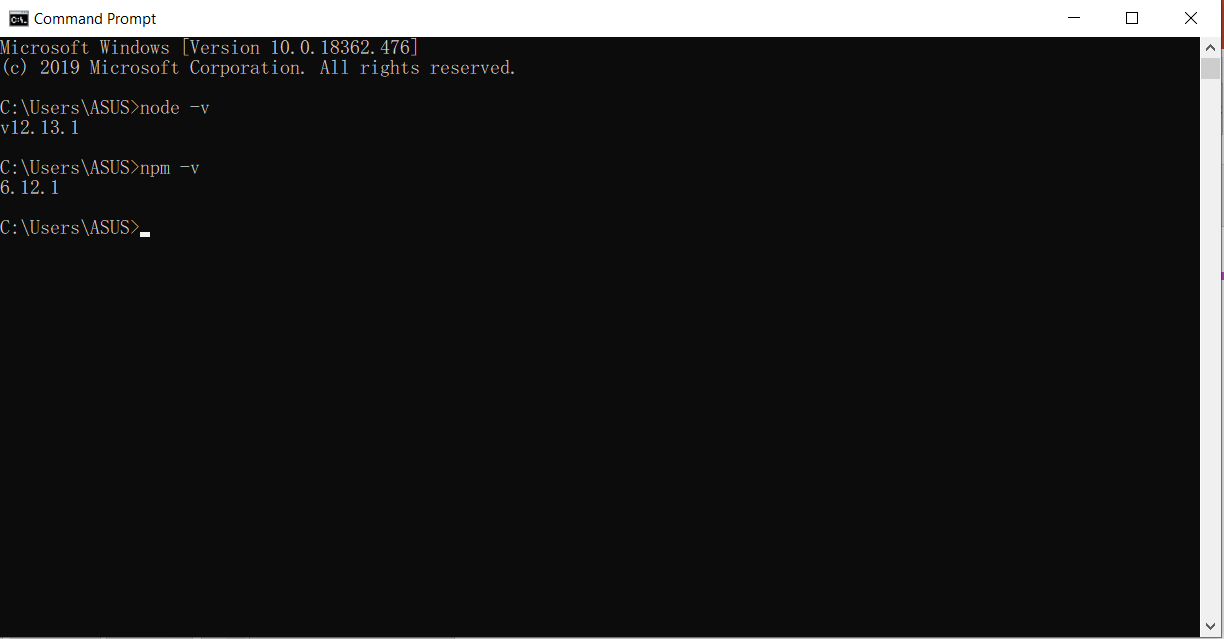 Command Prompt
Microsoft Windows [Version 10.0.18362.476]
(c) 2019 Microsoft Corporation. All rights reserved.
C:\Users\ASUS>node -v
v12.13.1
C:\Users\ASUS>npm -v
6.12.1
C:\Users\ASUS>